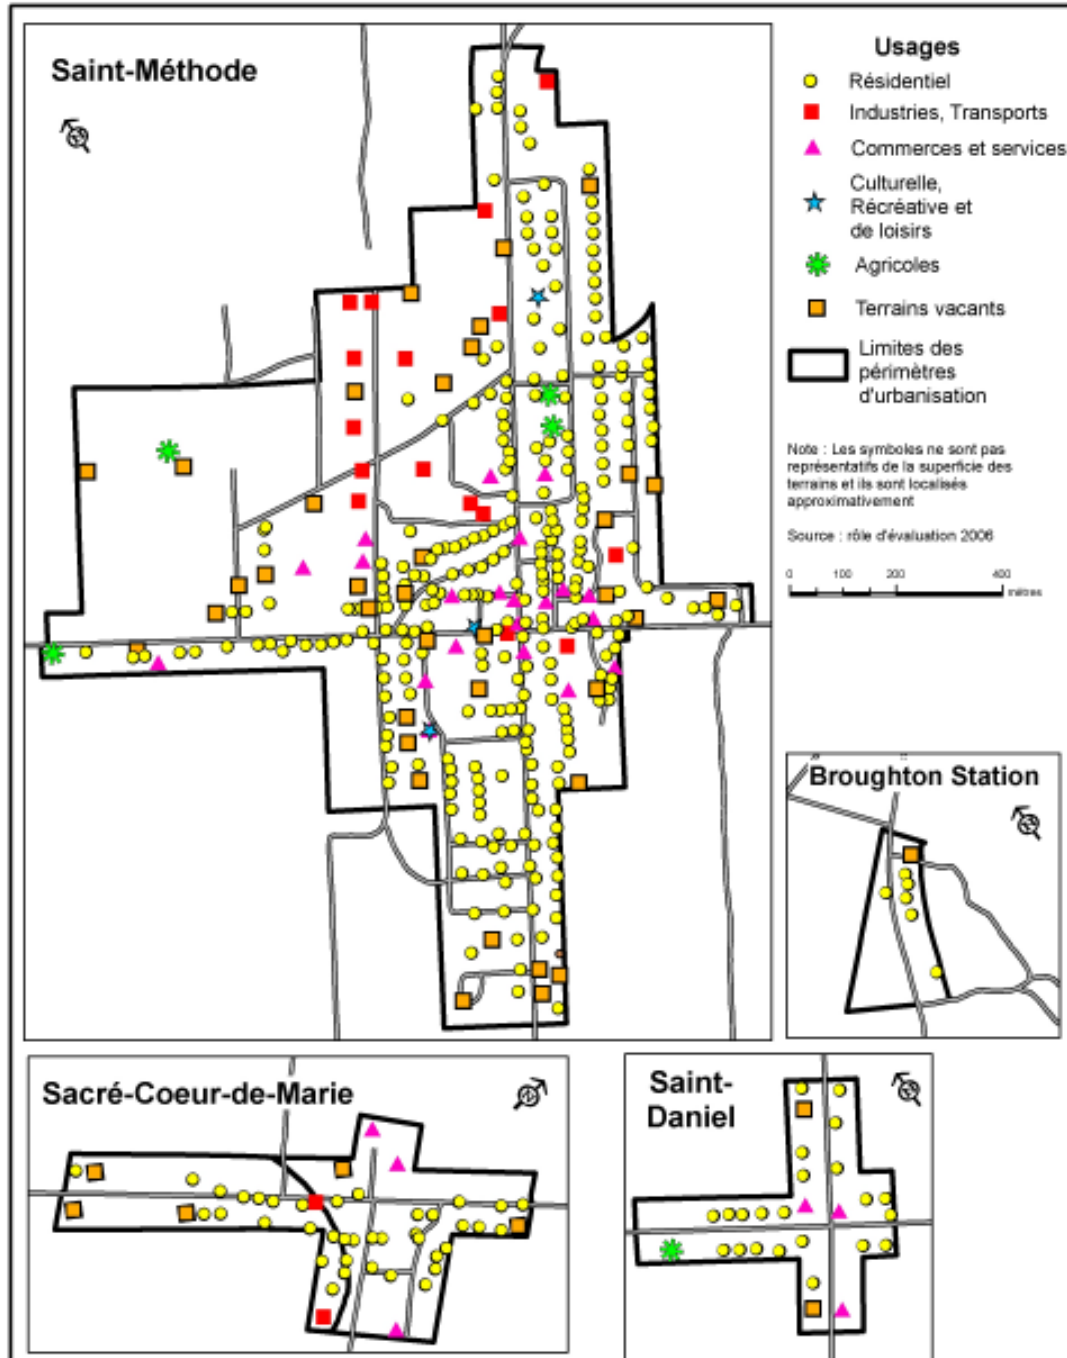 Saint-Méthode
Usages
Résidentiel
Industries, Transports
Commerces et services
Culturelle,
Récréative et
de loisirs
Agricoles
Terrains vacants
Limites des
périmètres
d'urbanisation
Note : Les symboles ne sont pas
représentatifs de la superficie des
terrains et ils sont localisés
approximativement
Source : rôle d'évaluation 2006
0 100 200 400
mètres
Broughton Station
Sacré-Coeur-de-Marie
Saint-
Daniel